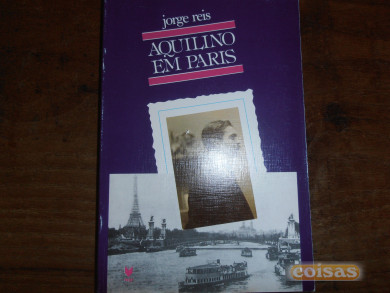 jorge reis
AQUILINO
EM PARIS
coisas